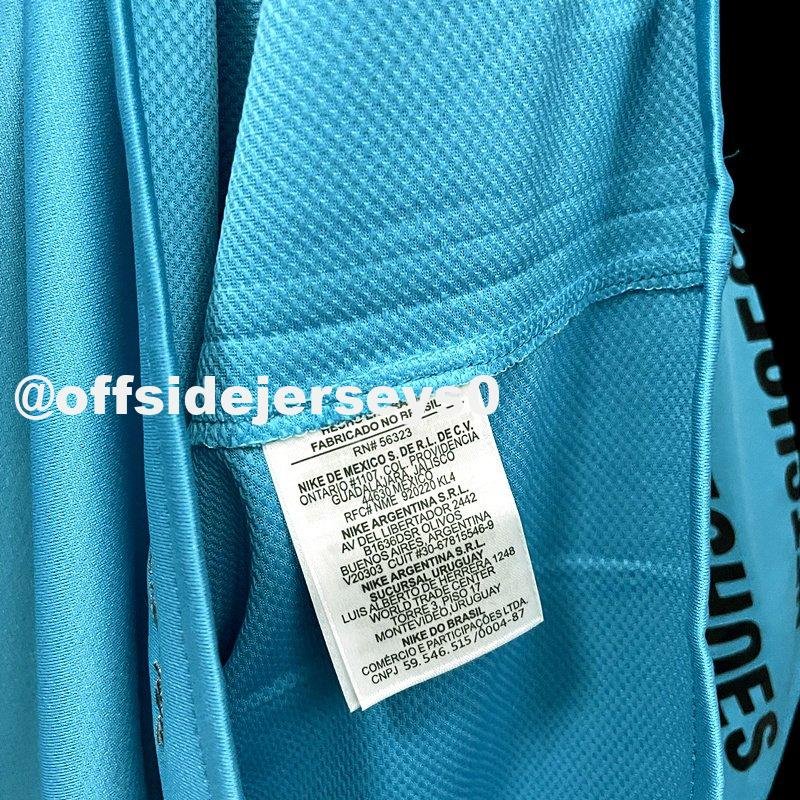 @offsidejerseys0
FABRICADO NO BRASIL
RN# 56323
NIKE DE MEXICO S. DE R.L. DE C.V.
ONTARIO #1107, COL. PROVIDENCIA
GUADALAJARA, JALISCO
44630 MEXICO
RFC# NME 920220 KL4
NIKE ARGENTINA S.R.L.
AV DEL LIBERTADOR 2442
B1636DSR OLIVOS
BUENOS AIRES, ARGENTINA
V20303 CUIT #30-67815546-9
NIKE ARGENTINA S.R.L.
SUCURSAL URUGUAY
LUIS ALBERTO DE HERRERA 1248
WORLD TRADE CENTER
TORRE 3, PISO 17
MONTEVIDEO URUGUAY
NIKE DO BRASIL
COMÉRCIO E PARTICIPAÇÕES LTDA.
CNPJ 59.546.515/0004-87